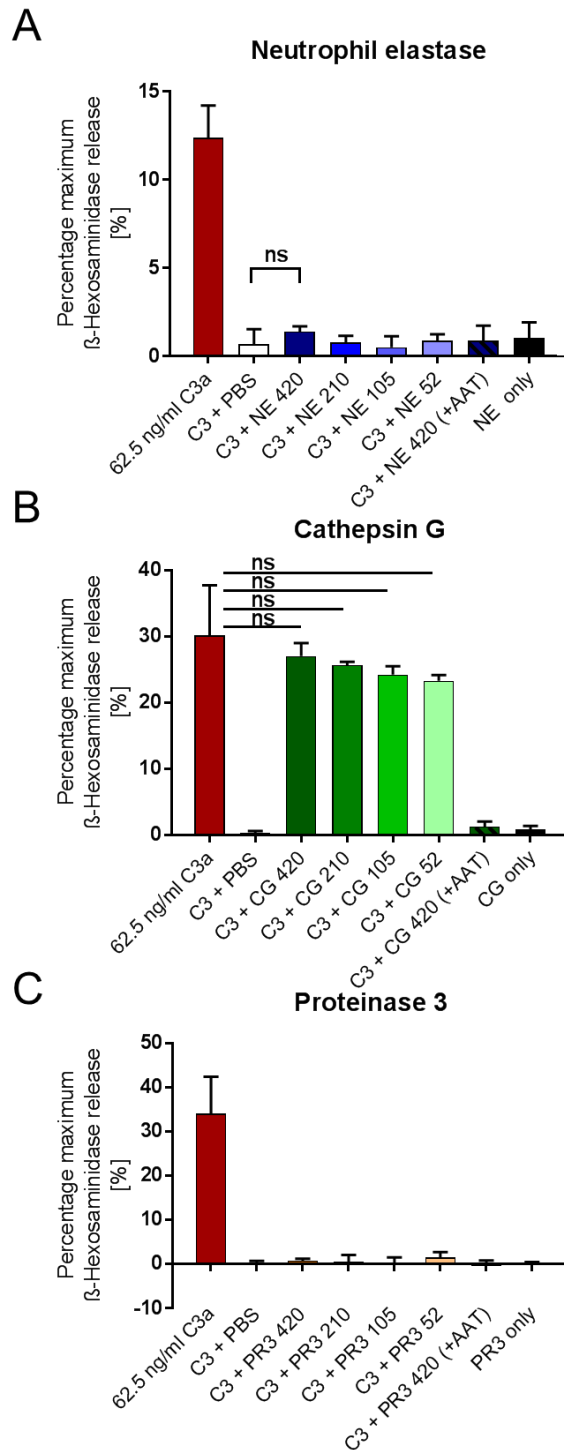 A
Neutrophil elastase
Percentage maximum
ß-Hexosaminidase release
[%]
15
10
5
0
ns
62.5 ng/ml C3a
C3 + PBS
C3 + NE 420
C3 + NE 210
C3 + NE 105
C3 + NE 52
C3 + NE 420 (+AAT)
NE only
B
Cathepsin G
Percentage maximum
ß-Hexosaminidase release
[%]
40
30
20
10
0
ns
ns
ns
ns
62.5 ng/ml C3a
C3 + PBS
C3 + CG 420
C3 + CG 210
C3 + CG 105
C3 + CG 52
C3 + CG 420 (+AAT)
CG only
C
Proteinase 3
Percentage maximum
ß-Hexosaminidase release
[%]
50
40
30
20
10
0
-10
62.5 ng/ml C3a
C3 + PBS
C3 + PR3 420
C3 + PR3 210
C3 + PR3 105
C3 + PR3 52
C3 + PR3 420 (+AAT)
PR3 only